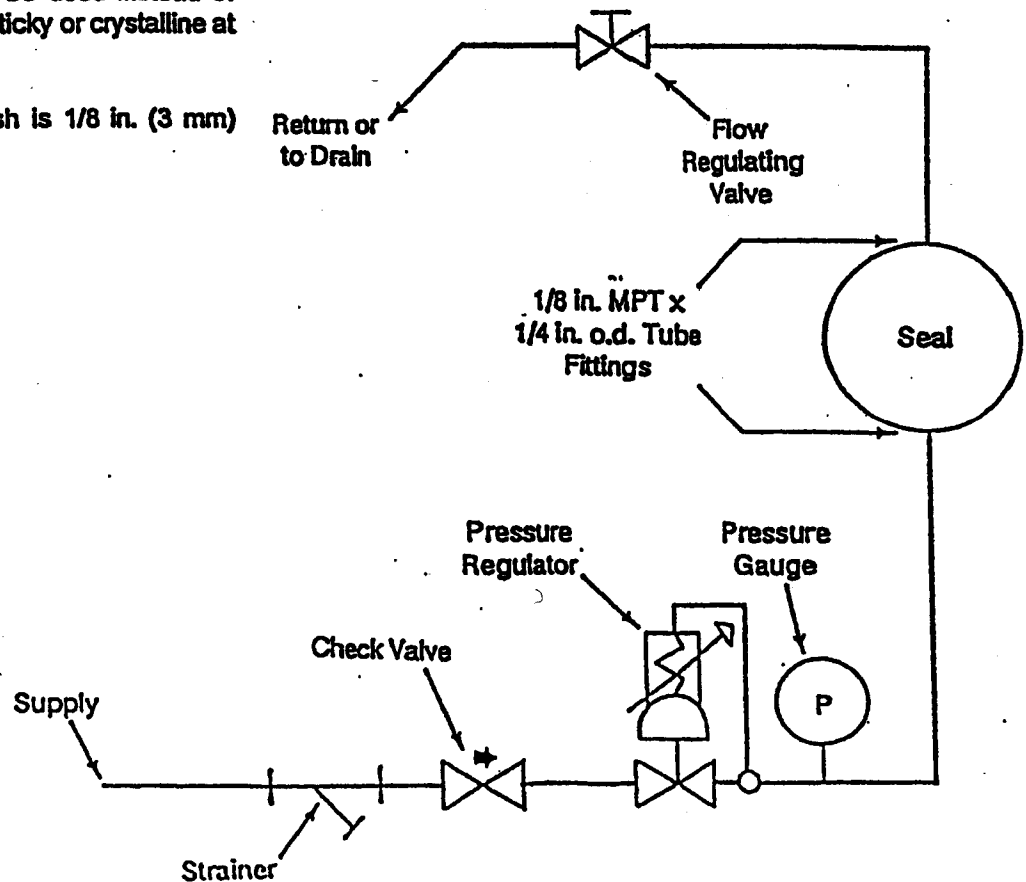 ticky or crystalline at
sh is 1/8 in. (3 mm)
Return or
to Drain
Flow
Regulating
Valve
1/8 in. MPT x
1/4 in. o.d. Tube
Fittings
Seal
Pressure
Regulator
Pressure
Gauge
Check Valve
Supply
P
Strainer